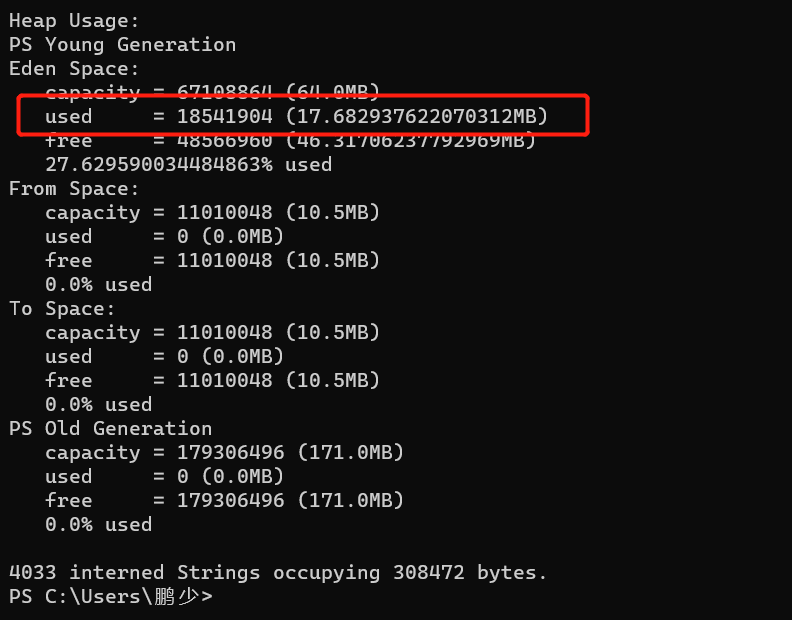 Heap Usage:
PS Young Generation
Eden Space:
   capacity = 67108864 (64.0MB)
   used     = 18541904 (17.682937622070312MB)
   free     = 48566960 (46.31706237792969MB)
   27.629590034484863% used
From Space:
   capacity = 11010048 (10.5MB)
   used     = 0 (0.0MB)
   free     = 11010048 (10.5MB)
   0.0% used
To Space:
   capacity = 11010048 (10.5MB)
   used     = 0 (0.0MB)
   free     = 11010048 (10.5MB)
   0.0% used
PS Old Generation
   capacity = 179306496 (171.0MB)
   used     = 0 (0.0MB)
   free     = 179306496 (171.0MB)
   0.0% used
4033 interned Strings occupying 308472 bytes.
PS C:\Users\鹏少>